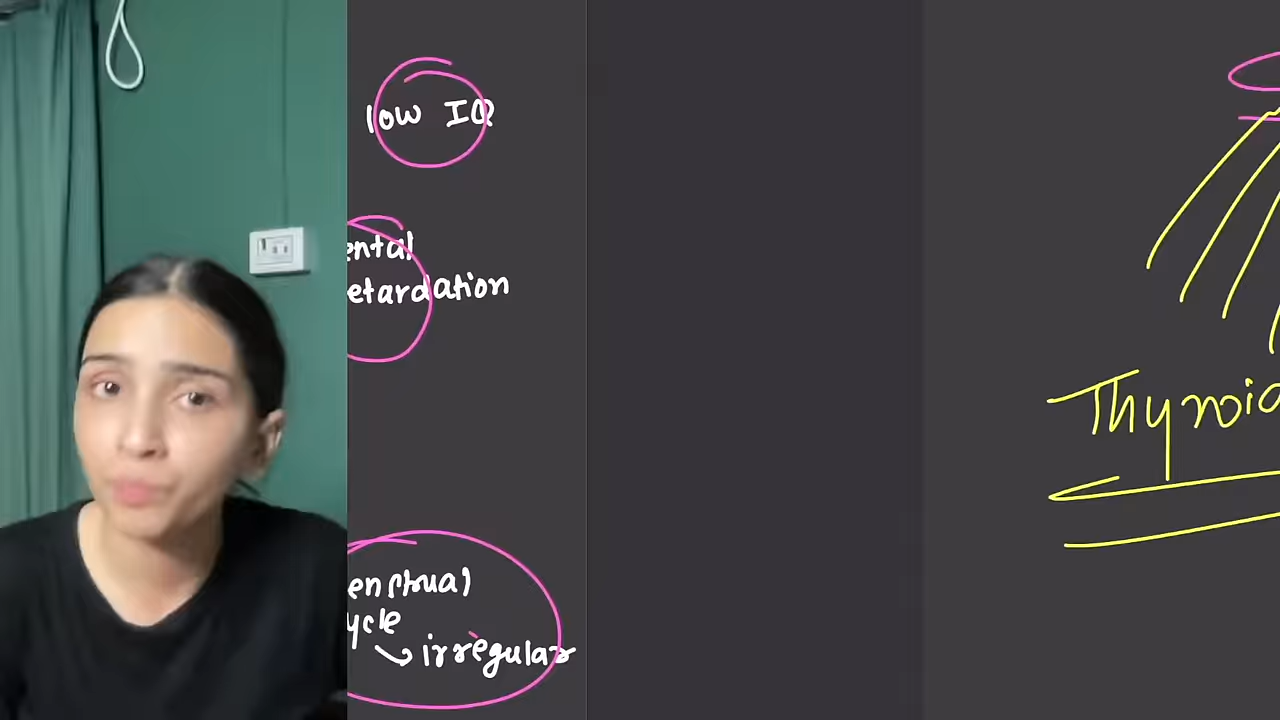 low IQ
ental
etardation
enstrual
ycle
irregular
Thyroid